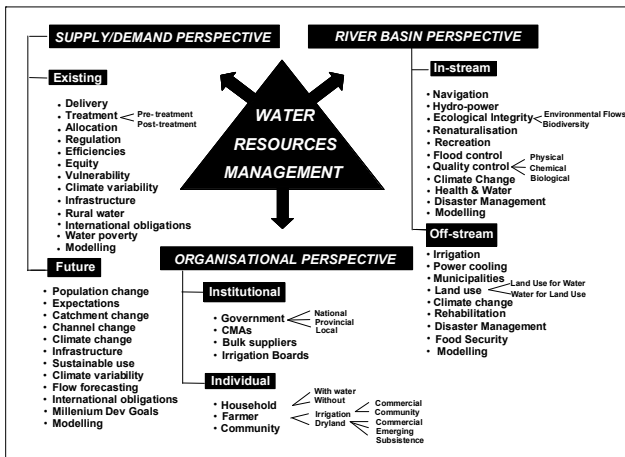 SUPPLY/DEMAND PERSPECTIVE
RIVER BASIN PERSPECTIVE
WATER
RESOURCES
MANAGEMENT
Existing
• Delivery
• Treatment
Pre- treatment
Post-treatment
• Allocation
• Regulation
• Efficiencies
• Equity
• Vulnerability
• Climate variability
• Infrastructure
• Rural water
• International obligations
• Water poverty
• Modelling
Future
• Population change
• Expectations
• Catchment change
• Channel change
• Climate change
• Infrastructure
• Sustainable use
• Climate variability
• Flow forecasting
• International obligations
• Millenium Dev Goals
• Modelling
ORGANISATIONAL PERSPECTIVE
Institutional
• Government
National
Provincial
Local
• CMAs
• Bulk suppliers
• Irrigation Boards
Individual
• Household
With water
Without
• Farmer
Irrigation
Dryland
Commercial
Community
Commercial
Emerging
Subsistence
• Community
In-stream
• Navigation
• Hydro-power
• Ecological Integrity
Environmental Flows
Biodiversity
• Renaturalisation
• Recreation
• Flood control
• Quality control
Physical
Chemical
Biological
• Climate Change
• Health & Water
• Disaster Management
• Modelling
Off-stream
• Irrigation
• Power cooling
• Municipalities
• Land use
Land Use for Water
Water for Land Use
• Climate change
• Rehabilitation
• Disaster Management
• Food Security
• Modelling